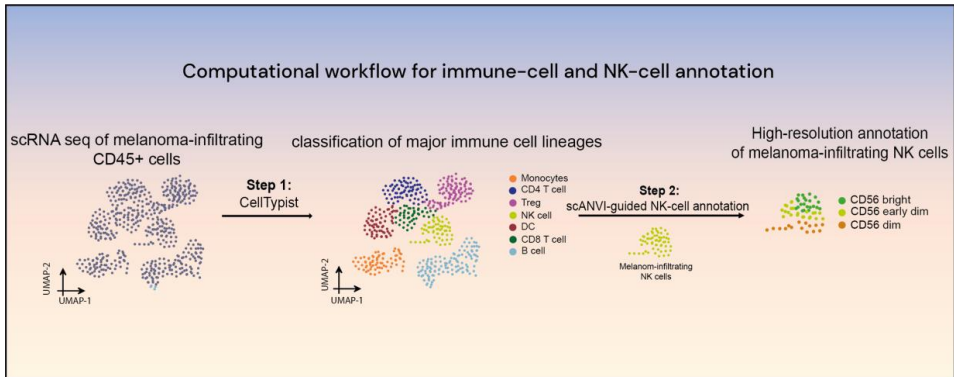 Computational workflow for immune-cell and NK-cell annotation
scRNA seq of melanoma-infiltrating
CD45+ cells
UMAP-2
UMAP-1
Step 1:
CellTypist
classification of major immune cell lineages
Monocytes
CD4 T cell
Treg
NK cell
DC
CD8 T cell
B cell
UMAP-2
UMAP-1
Step 2:
scANVI-guided NK-cell annotation
Melanom-infiltrating
NK cells
High-resolution annotation
of melanoma-infiltrating NK cells
CD56 bright
CD56 early dim
CD56 dim